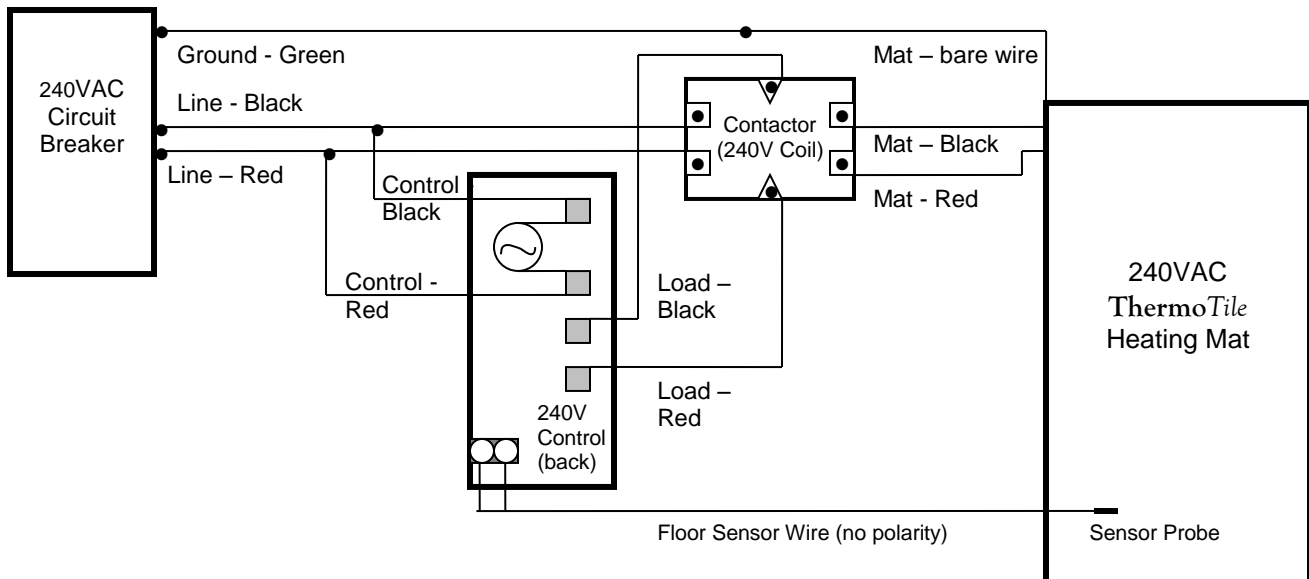 240VAC
Circuit
Breaker
Ground - Green
Line - Black
Line – Red
Control
Black
Control -
Red
Contactor
(240V Coil)
Mat – bare wire
Mat – Black
Mat - Red
Load –
Black
Load –
Red
240V
Control
(back)
240VAC
ThermoTile
Heating Mat
Floor Sensor Wire (no polarity)
Sensor Probe